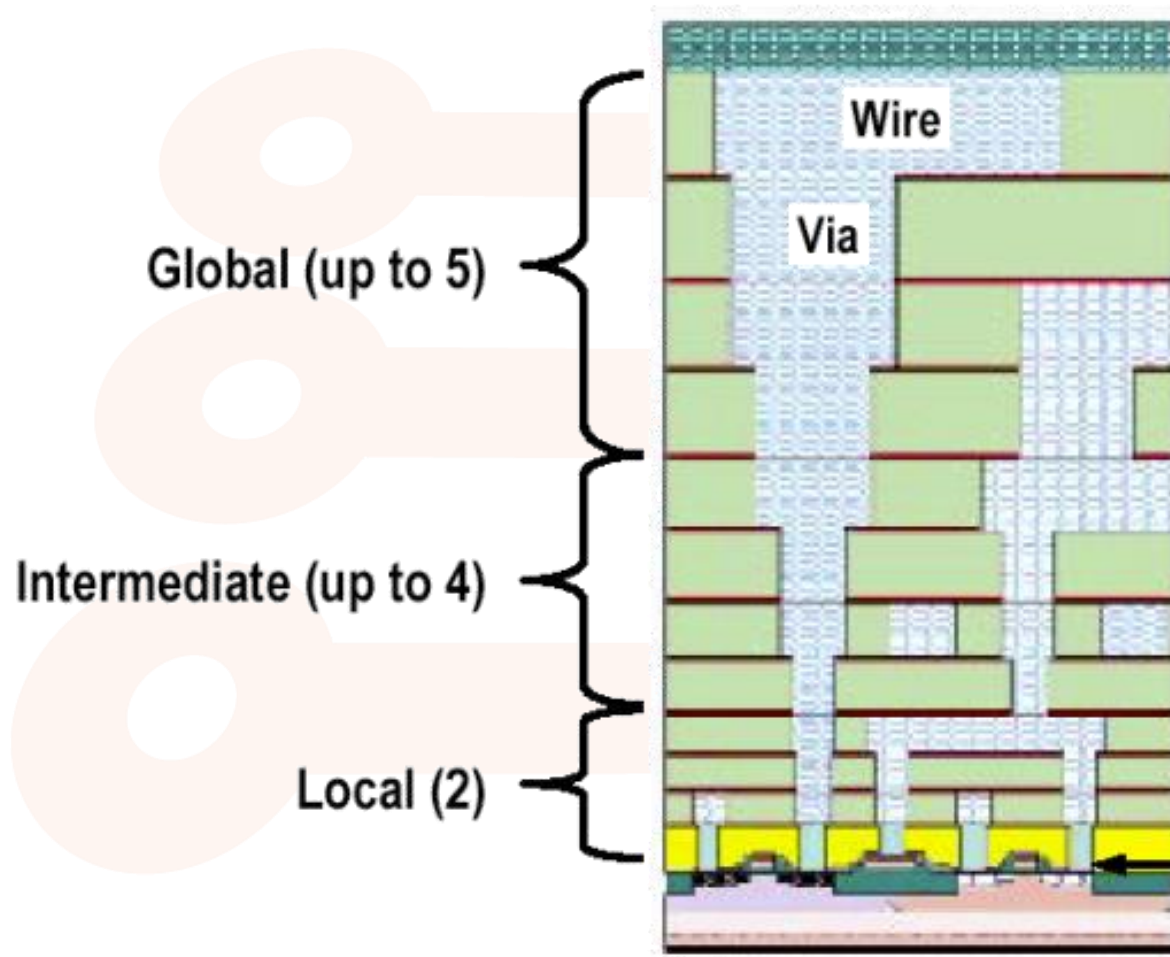 Wire
Via
Global (up to 5)
Intermediate (up to 4)
Local (2)